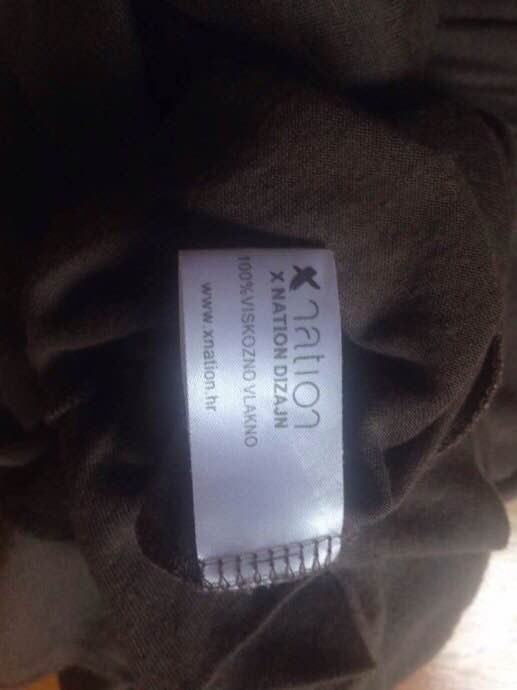 X nation
X NATION DIZAJN
100%VISKOZNO VLAKNO
www.xnation.hr